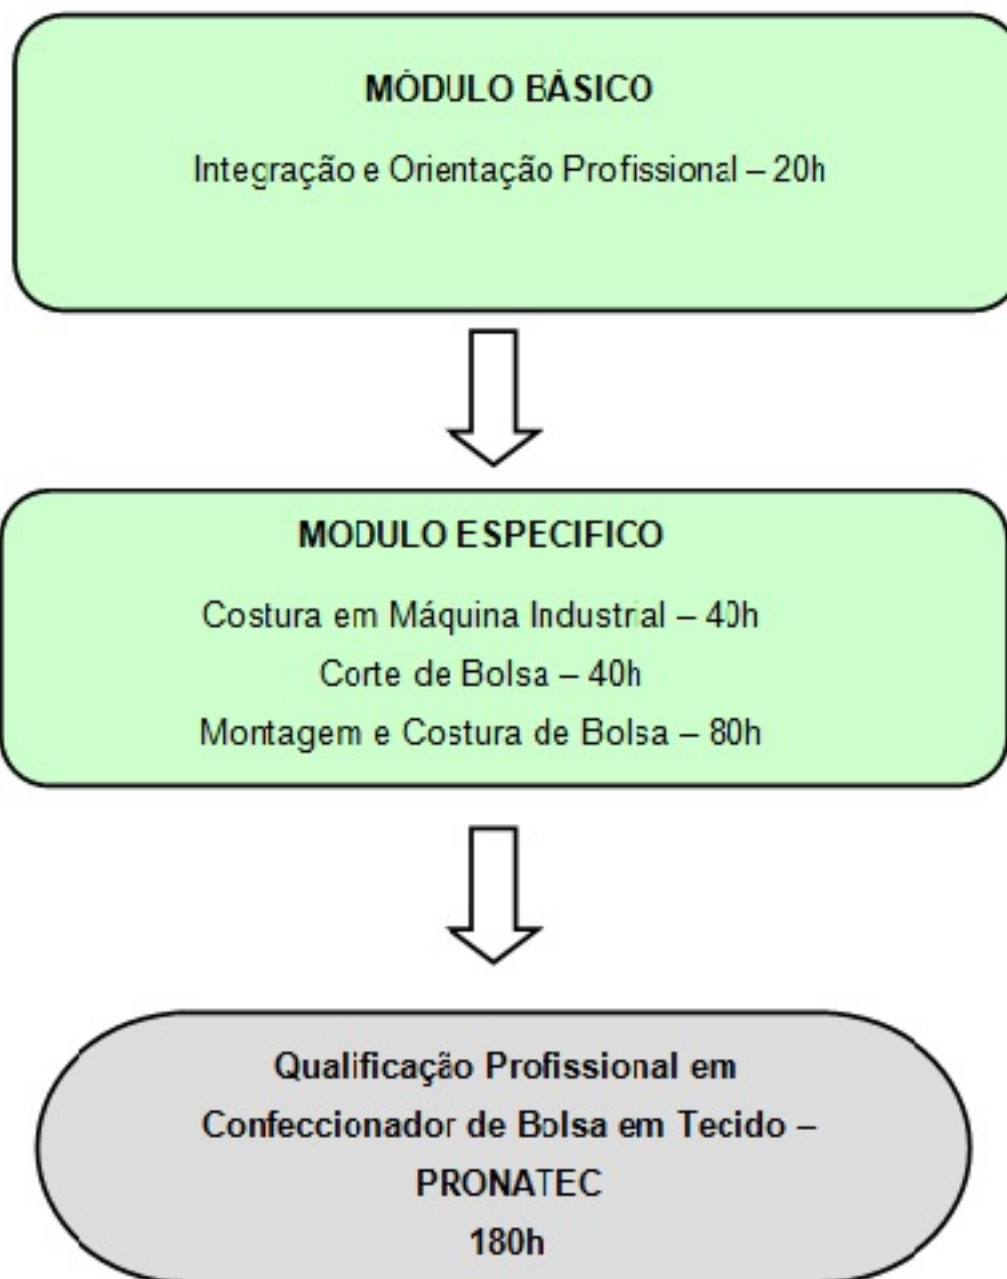 MÓDULO BÁSICO
Integração e Orientação Profissional – 20h
MODULO ESPECIFICO
Costura em Máquina Industrial – 40h
Corte de Bolsa – 40h
Montagem e Costura de Bolsa – 80h
Qualificação Profissional em
Confeccionador de Bolsa em Tecido –
PRONATEC
180h